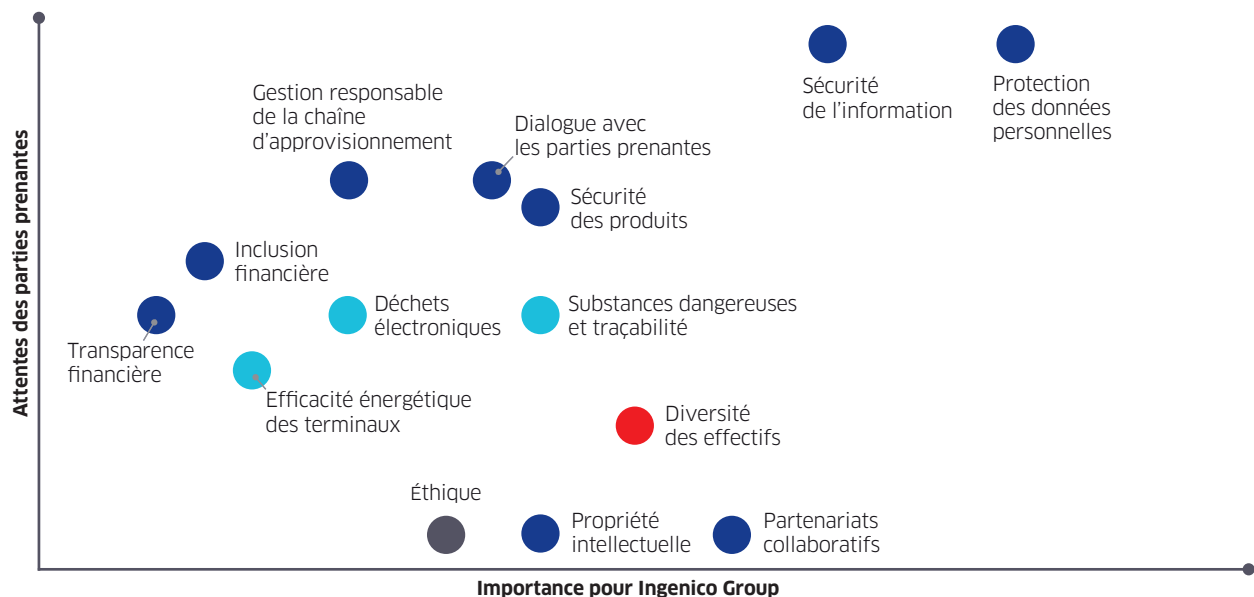 Attentes des parties prenantes
Gestion responsable
de la chaîne
d'approvisionnement
Dialogue avec
les parties prenantes
Sécurité
de l'information
Protection
des données
personnelles
Sécurité
des produits
Inclusion
financière
Transparence
financière
Déchets
électroniques
Substances dangereuses
et traçabilité
Efficacité énergétique
des terminaux
Diversité
des effectifs
Éthique
Propriété
intellectuelle
Partenariats
collaboratifs
Importance pour Ingenico Group